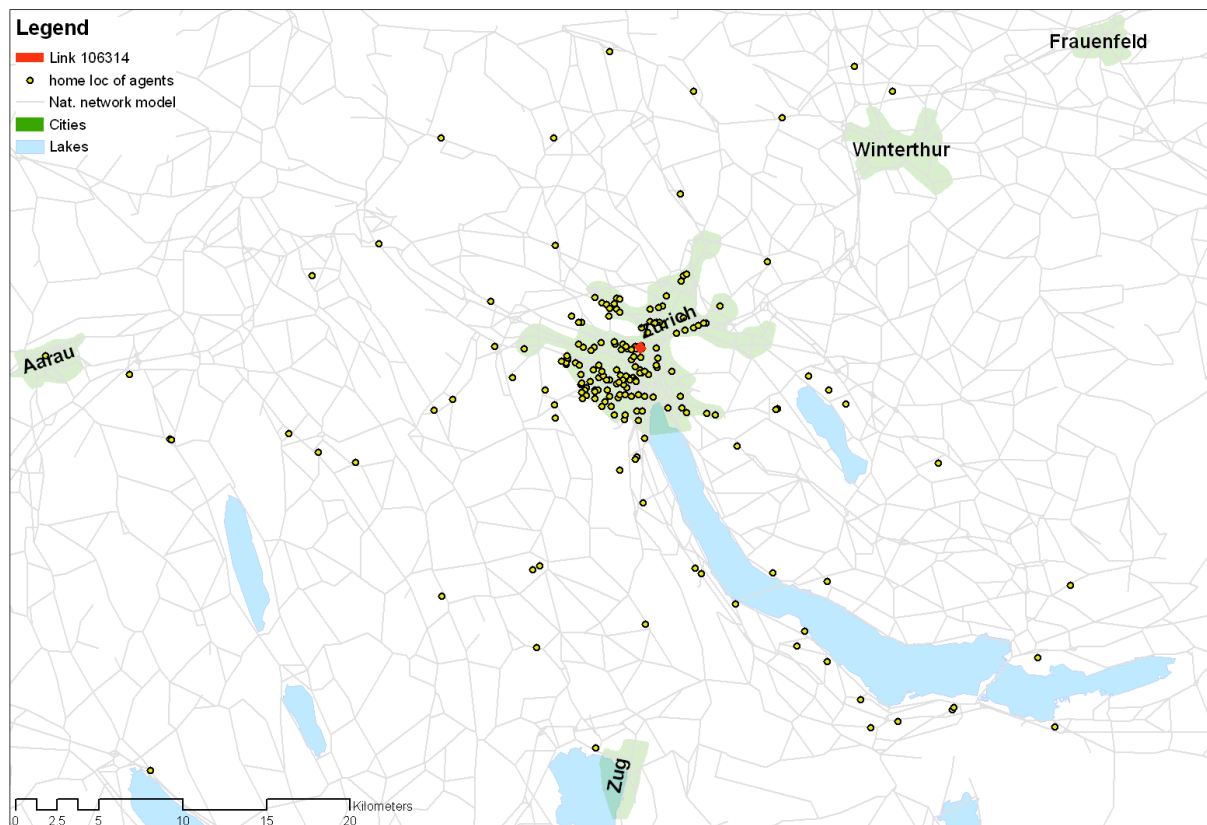 Legend
Link 106314
home loc of agents
Nat. network model
Cities
Lakes
Frauenfeld
Winterthur
Zürich
Aarau
Zug
Kilometers
0 2.5 5 10 15 20